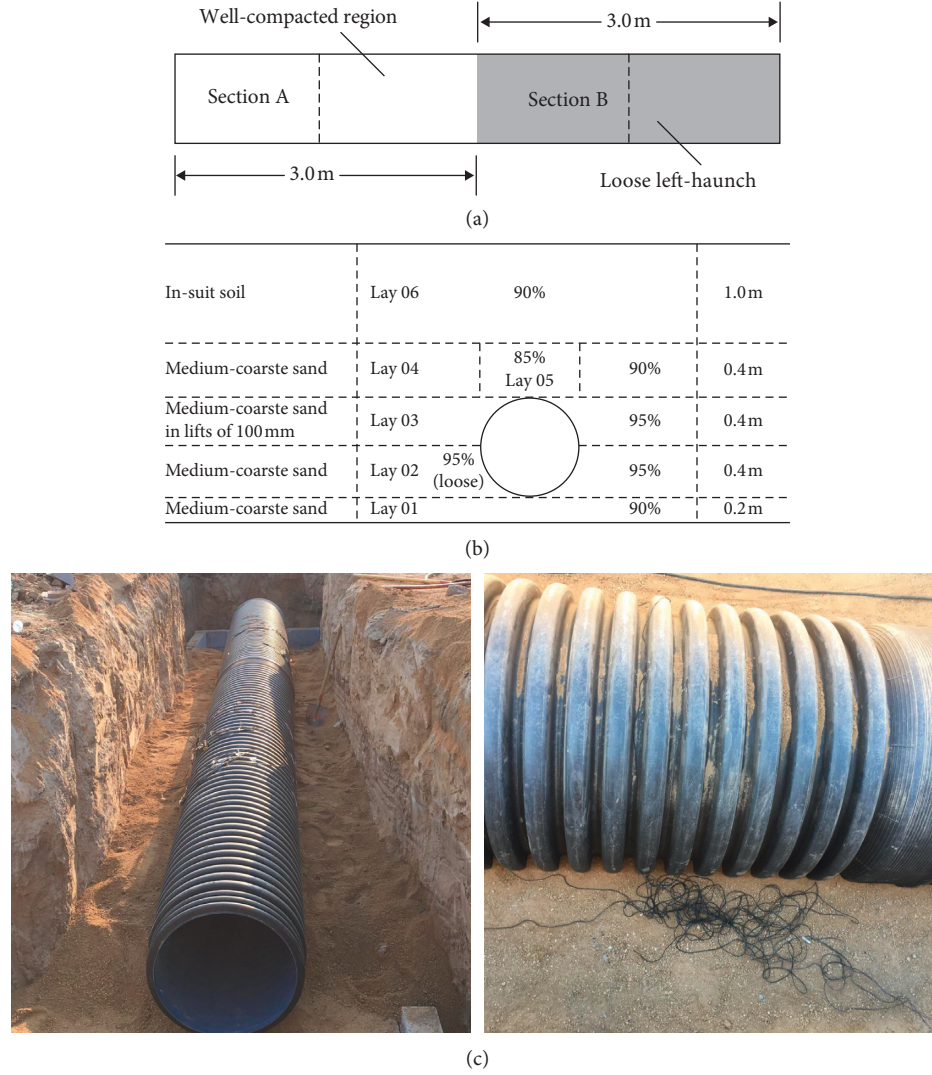 (a)
Well-compacted region
3.0 m
Section A
Section B
3.0 m
Loose left-haunch
(a)
In-suit soil
Lay 06
90%
1.0 m
Medium-coarste sand
Lay 04
85%
Lay 05
90%
0.4 m
Medium-coarste sand
in lifts of 100 mm
Lay 03
95%
0.4 m
Medium-coarste sand
Lay 02
95%
(loose)
95%
0.4 m
Medium-coarste sand
Lay 01
90%
0.2 m
(b)
(c)